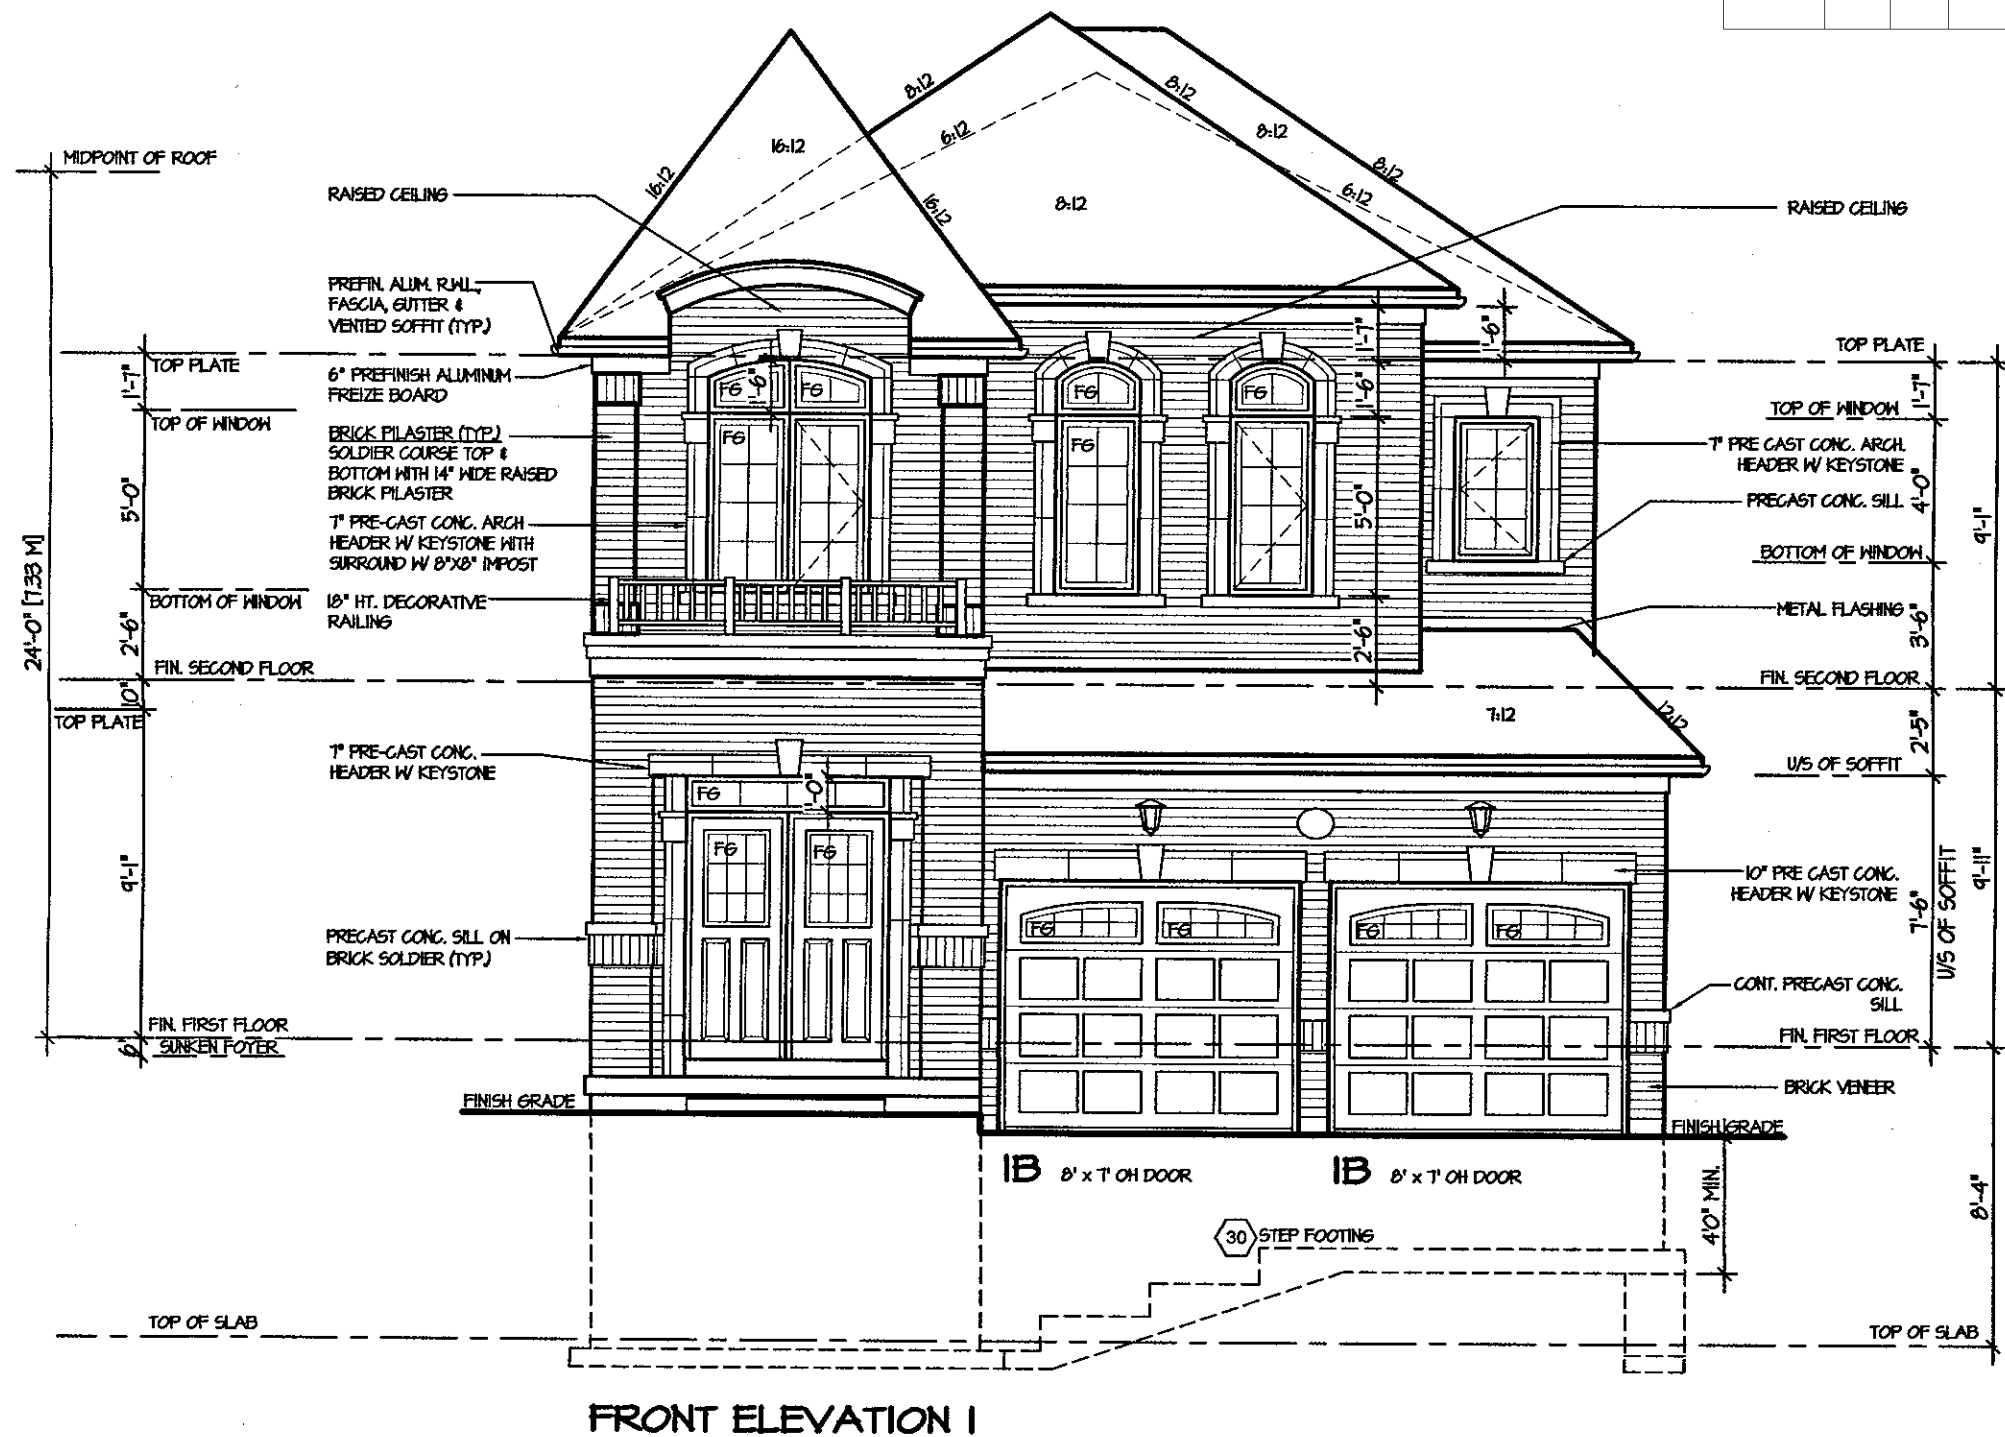 MIDPOINT OF ROOF
8:12
8:12
6:12
8:12
16:12
16:12
16:12
8:12
6:12
8:12
RAISED CEILING
RAISED CEILING
PREFIN. ALUM. R.W.L.,
FASCIA, GUTTER &
VENTED SOFFIT (TYP.)
1'-7"
1'-6"
TOP PLATE
TOP PLATE
1'-7"
6" PREFINISH ALUMINUM
FREIZE BOARD
FG
1'-6"
FG
FG
FG
1'-6"
1'-7"
TOP OF WINDOW
TOP OF WINDOW
BRICK PILASTER (TYP.)
SOLDIER COURSE TOP &
BOTTOM WITH 14" WIDE RAISED
BRICK PILASTER
FG
FG
7" PRE CAST CONC. ARCH.
HEADER W/ KEYSTONE
PRECAST CONC. SILL
5'-0"
5'-0"
4'-0"
9'-1"
7" PRE-CAST CONC. ARCH
HEADER W/ KEYSTONE WITH
SURROUND W/ 8"X8" IMPOST
24'-0" [7.33 M]
BOTTOM OF WINDOW
BOTTOM OF WINDOW
18" HT. DECORATIVE
RAILING
METAL FLASHING
2'-6"
2'-6"
3'-6"
FIN. SECOND FLOOR
FIN. SECOND FLOOR
10"
TOP PLATE
7:12
12:12
2'-5"
7" PRE-CAST CONC.
HEADER W/ KEYSTONE
U/S OF SOFFIT
FG
1'-0"
FG
FG
9'-1"
10" PRE CAST CONC.
HEADER W/ KEYSTONE
7'-6"
U/S OF SOFFIT
9'-11"
FG
FG
FG
FG
PRECAST CONC. SILL ON
BRICK SOLDIER (TYP.)
CONT. PRECAST CONC.
SILL
FIN. FIRST FLOOR
FIN. FIRST FLOOR
6"
SUNKEN FOYER
BRICK VENEER
FINISH GRADE
FINISH GRADE
1B 8' x 7' OH DOOR
1B 8' x 7' OH DOOR
4'0" MIN.
8'-4"
30 STEP FOOTING
TOP OF SLAB
TOP OF SLAB
FRONT ELEVATION 1